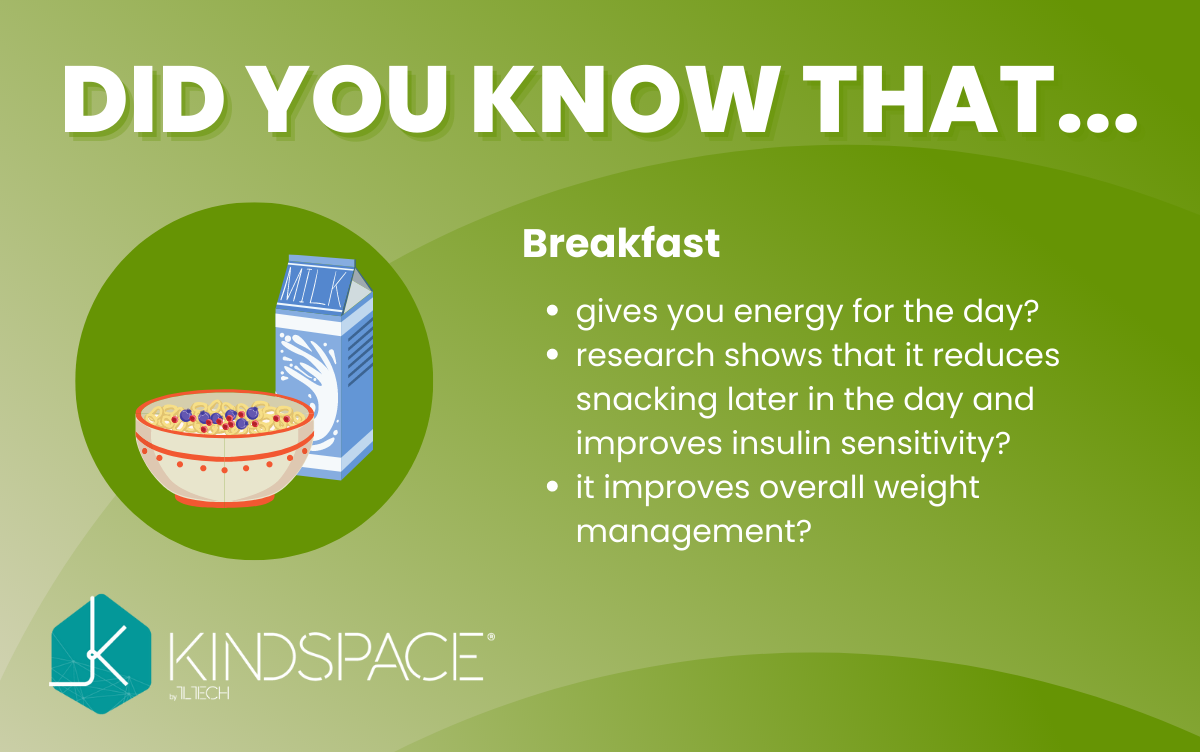 DID YOU KNOW THAT...
MILK
Breakfast
• gives you energy for the day?
• research shows that it reduces
snacking later in the day and
improves insulin sensitivity?
• it improves overall weight
management?
KINDSPACE®
by TLTECH